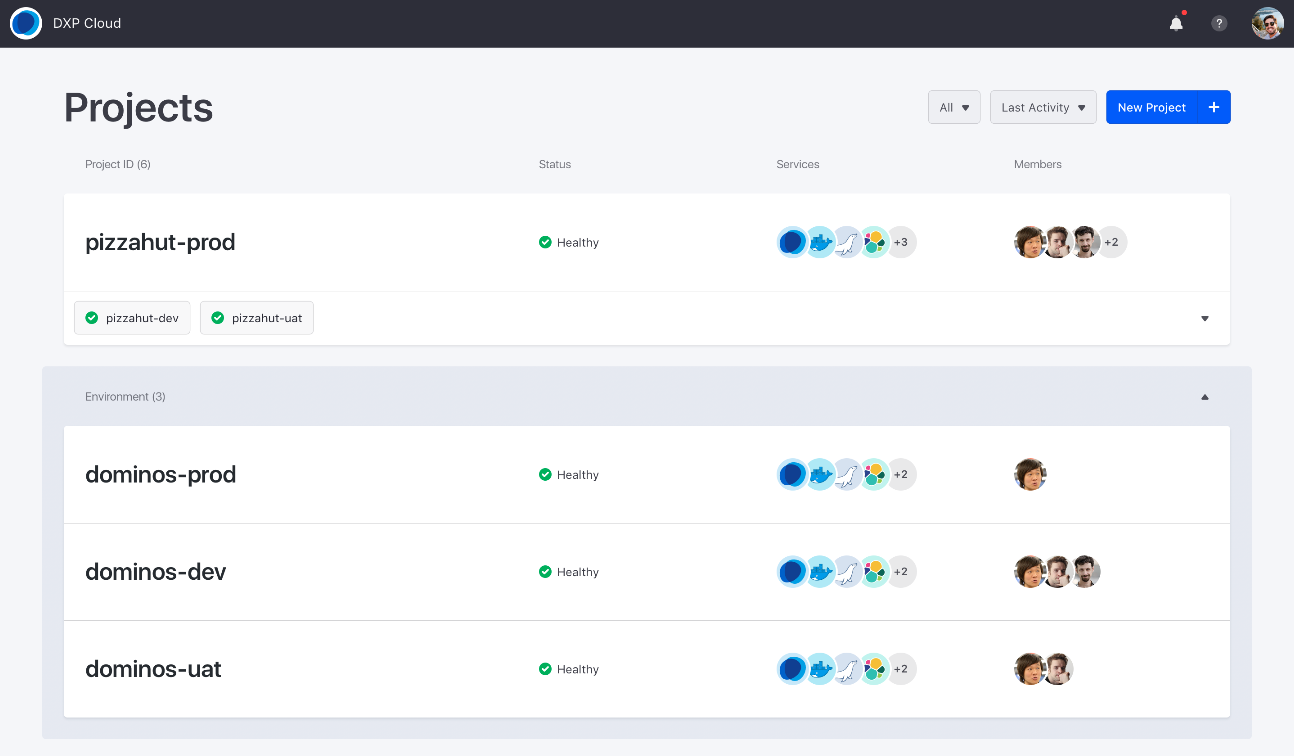 DXP Cloud
?
Projects
All
Last Activity
New Project +
Project ID (6)
Status
Services
Members
pizzahut-prod
Healthy
+3
+2
pizzahut-dev
pizzahut-uat
Environment (3)
dominos-prod
Healthy
+2
dominos-dev
Healthy
+2
dominos-uat
Healthy
+2